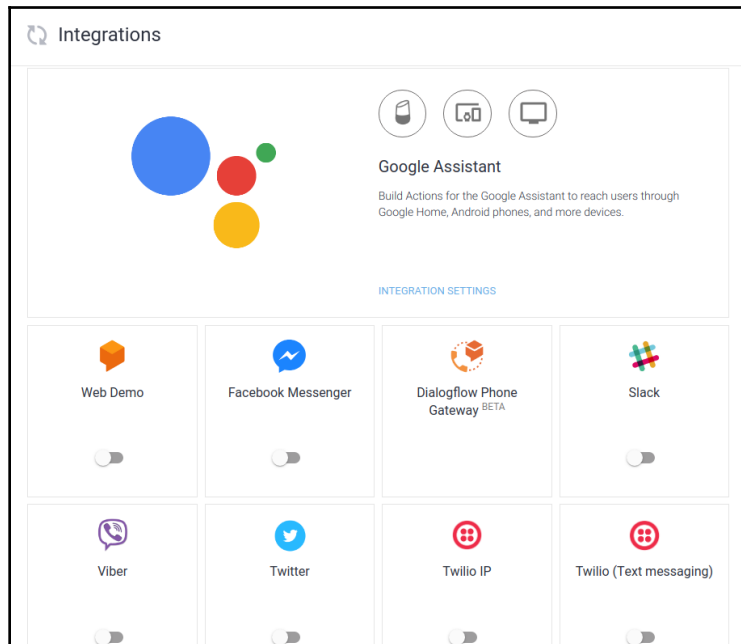 Integrations
Google Assistant
Build Actions for the Google Assistant to reach users through
Google Home, Android phones, and more devices.
INTEGRATION SETTINGS
Web Demo
Facebook Messenger
Dialogflow Phone
Gateway BETA
Slack
Viber
Twitter
Twilio IP
Twilio (Text messaging)